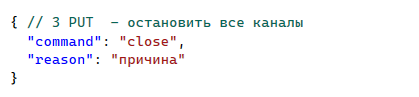 { // 3 PUT – остановить все каналы
  "command": "close",
  "reason": "причина"
}